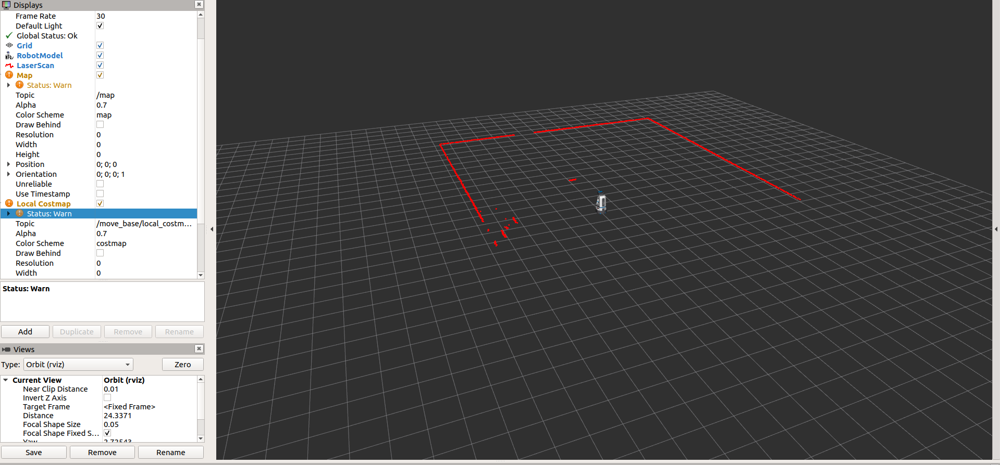 Displays
Frame Rate 30
Default Light
Global Status: Ok
Grid
RobotModel
LaserScan
Map
Status: Warn
Topic /map
Alpha 0.7
Color Scheme map
Draw Behind
Resolution 0
Width 0
Height 0
Position 0; 0; 0
Orientation 0; 0; 0; 1
Unreliable
Use Timestamp
Local Costmap
Status: Warn
Topic /move_base/local_costm...
Alpha 0.7
Color Scheme costmap
Draw Behind
Resolution 0
Width 0
Status: Warn
Add Duplicate Remove Rename
Views
Type: Orbit (rviz) Zero
Current View Orbit (rviz)
Near Clip Distance 0.01
Invert Z Axis
Target Frame <Fixed Frame>
Distance 24.3371
Focal Shape Size 0.05
Focal Shape Fixed S...
Yaw 2.72543
Save Remove Rename